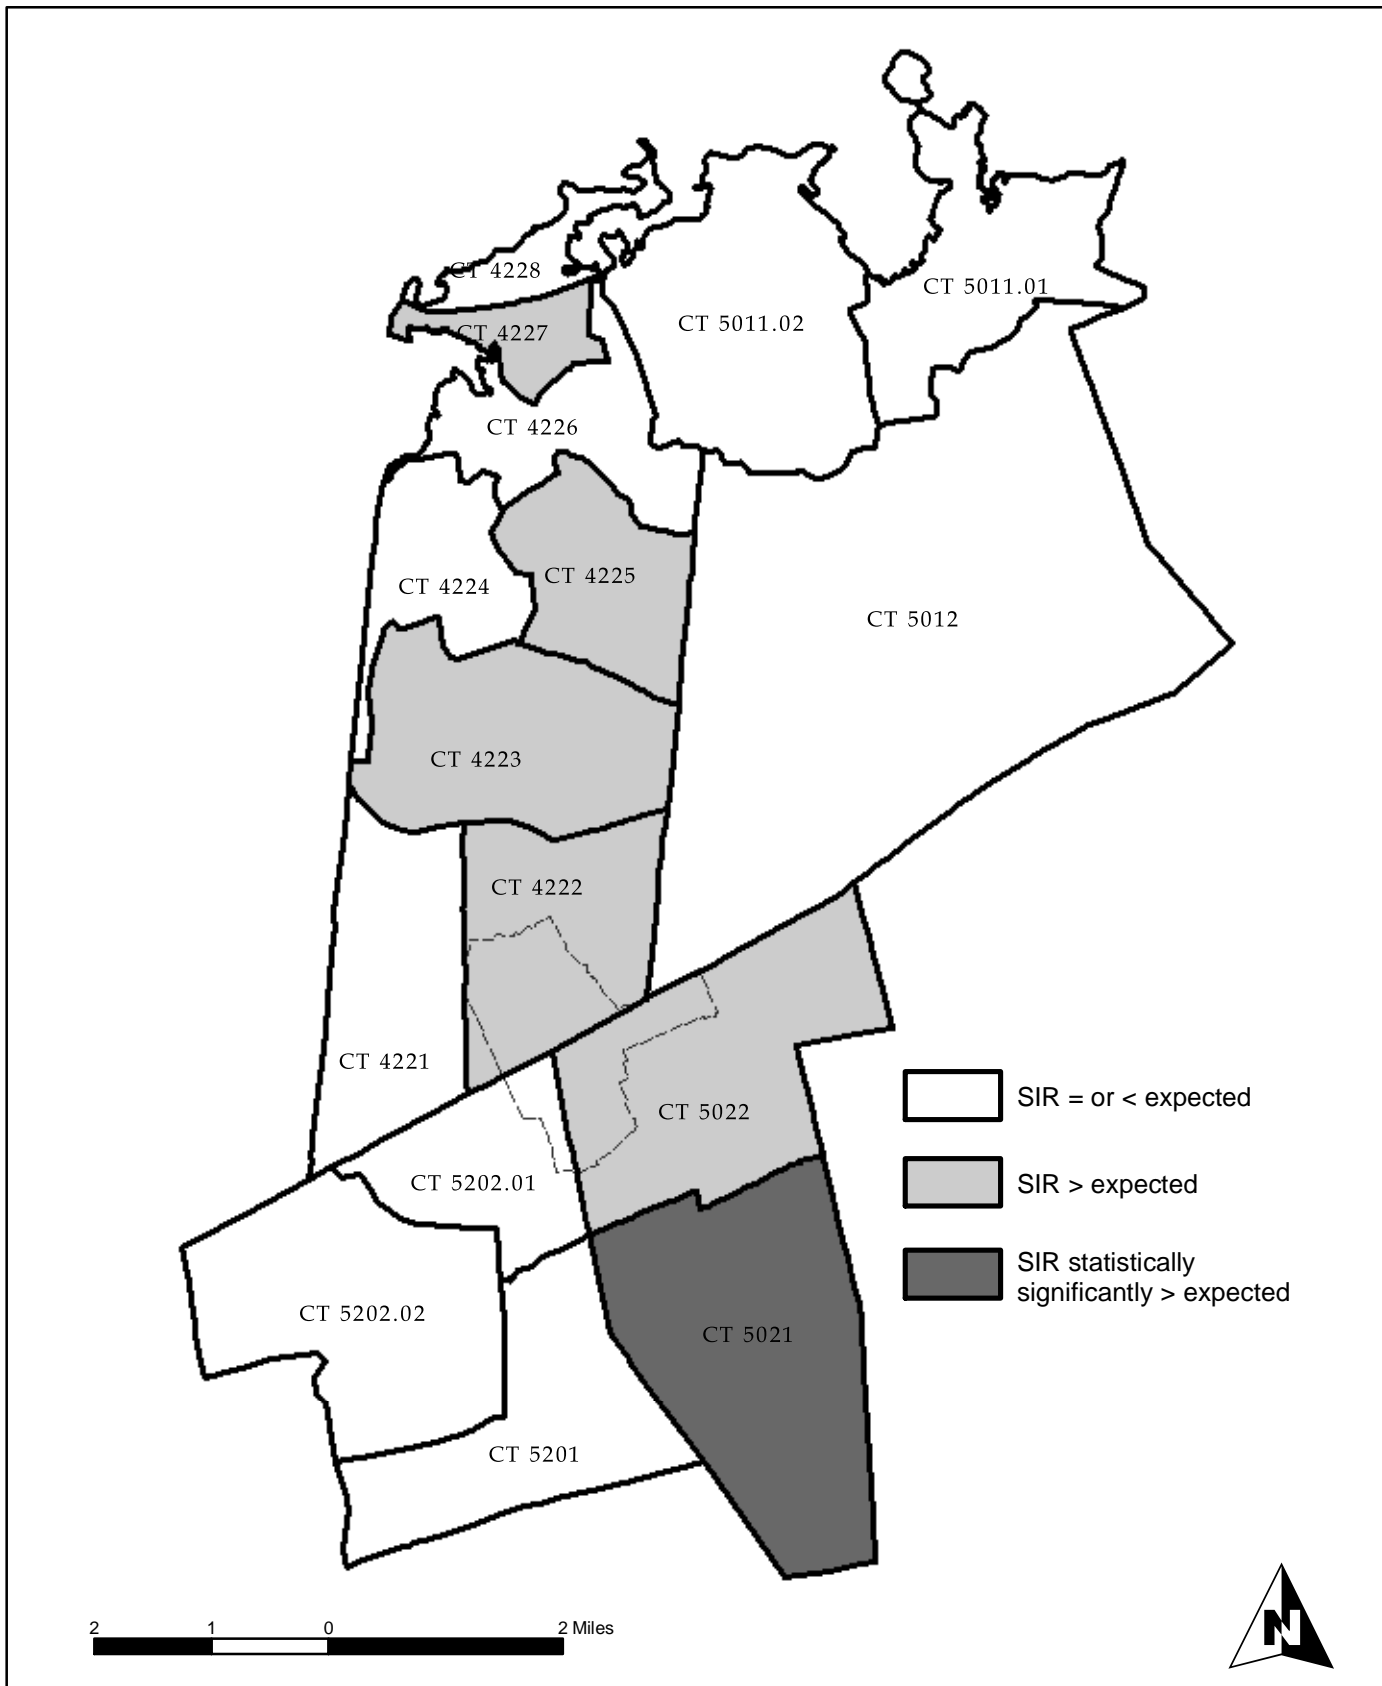 CT 4228
CT 5011.01
CT 5011.02
CT 4227
CT 4226
CT 4225
CT 4224
CT 5012
CT 4223
CT 4222
CT 4221
CT 5022
CT 5202.01
CT 5202.02
CT 5021
CT 5201
SIR = or < expected
SIR > expected
SIR statistically
significantly > expected
2 1 0 2 Miles
N